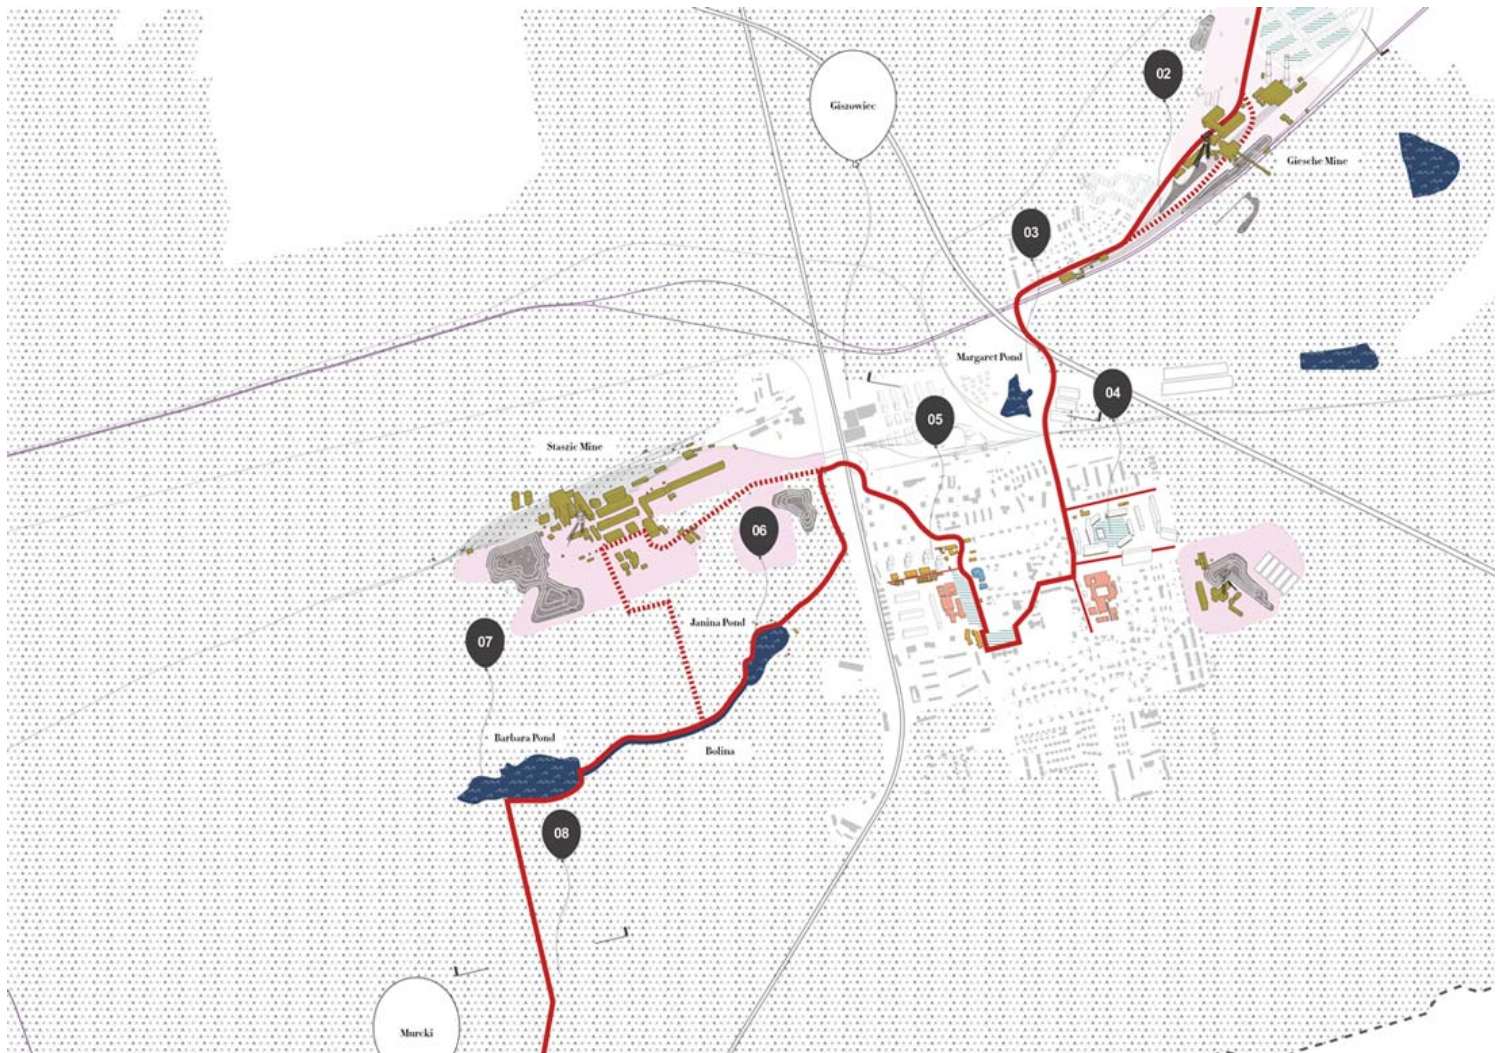 02
Giszowiec
Giesche Mine
03
Margaret Pond
04
05
Staszic Mine
06
Janina Pond
07
Barbara Pond
Bolina
08
Murcki